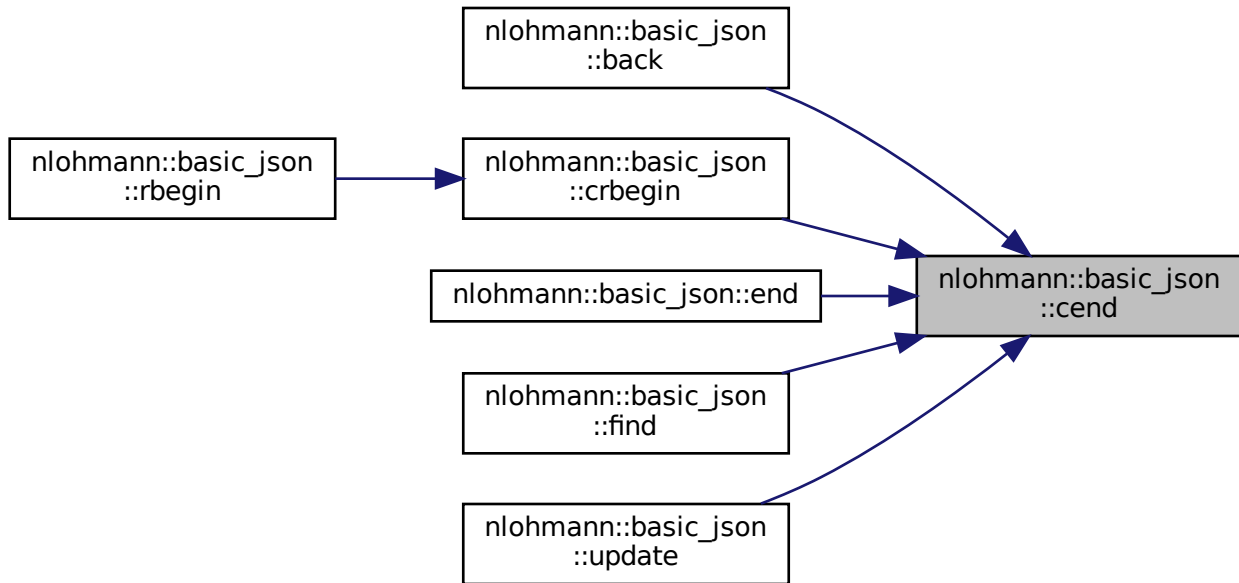 nlohmann::basic_json
::back
nlohmann::basic_json
::rbegin
nlohmann::basic_json
::crbegin
nlohmann::basic_json::end
nlohmann::basic_json
::cend
nlohmann::basic_json
::find
nlohmann::basic_json
::update